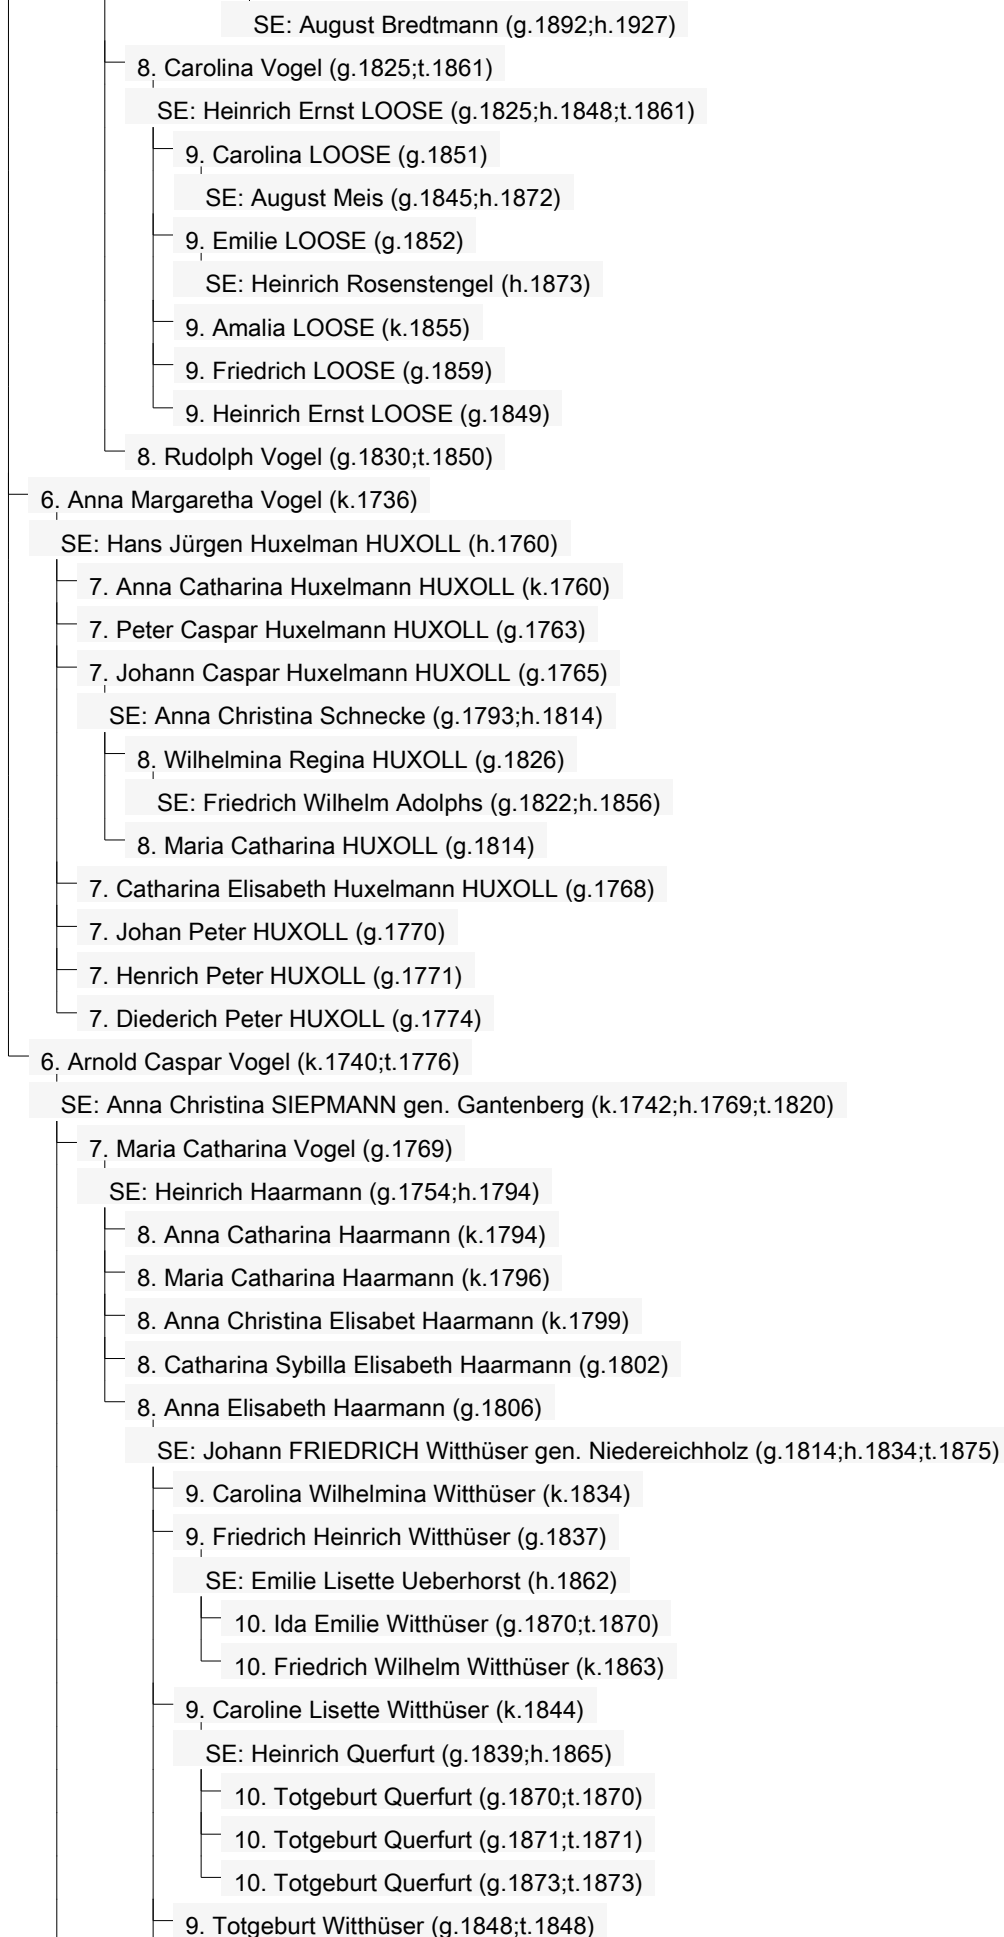 SE: August Bredtmann (g.1892;h.1927)
8. Carolina Vogel (g.1825;t.1861)
SE: Heinrich Ernst LOOSE (g.1825;h.1848;t.1861)
9. Carolina LOOSE (g.1851)
SE: August Meis (g.1845;h.1872)
9. Emilie LOOSE (g.1852)
SE: Heinrich Rosenstengel (h.1873)
9. Amalia LOOSE (k.1855)
9. Friedrich LOOSE (g.1859)
9. Heinrich Ernst LOOSE (g.1849)
8. Rudolph Vogel (g.1830;t.1850)
6. Anna Margaretha Vogel (k.1736)
SE: Hans Jürgen Huxelman HUXOLL (h.1760)
7. Anna Catharina Huxelmann HUXOLL (k.1760)
7. Peter Caspar Huxelmann HUXOLL (g.1763)
7. Johann Caspar Huxelmann HUXOLL (g.1765)
SE: Anna Christina Schnecke (g.1793;h.1814)
8. Wilhelmina Regina HUXOLL (g.1826)
SE: Friedrich Wilhelm Adolphs (g.1822;h.1856)
8. Maria Catharina HUXOLL (g.1814)
7. Catharina Elisabeth Huxelmann HUXOLL (g.1768)
7. Johan Peter HUXOLL (g.1770)
7. Henrich Peter HUXOLL (g.1771)
7. Diederich Peter HUXOLL (g.1774)
6. Arnold Caspar Vogel (k.1740;t.1776)
SE: Anna Christina SIEPMANN gen. Gantenberg (k.1742;h.1769;t.1820)
7. Maria Catharina Vogel (g.1769)
SE: Heinrich Haarmann (g.1754;h.1794)
8. Anna Catharina Haarmann (k.1794)
8. Maria Catharina Haarmann (k.1796)
8. Anna Christina Elisabet Haarmann (k.1799)
8. Catharina Sybilla Elisabeth Haarmann (g.1802)
8. Anna Elisabeth Haarmann (g.1806)
SE: Johann FRIEDRICH Witthüser gen. Niedereichholz (g.1814;h.1834;t.1875)
9. Carolina Wilhelmina Witthüser (k.1834)
9. Friedrich Heinrich Witthüser (g.1837)
SE: Emilie Lisette Ueberhorst (h.1862)
10. Ida Emilie Witthüser (g.1870;t.1870)
10. Friedrich Wilhelm Witthüser (k.1863)
9. Caroline Lisette Witthüser (k.1844)
SE: Heinrich Querfurt (g.1839;h.1865)
10. Totgeburt Querfurt (g.1870;t.1870)
10. Totgeburt Querfurt (g.1871;t.1871)
10. Totgeburt Querfurt (g.1873;t.1873)
9. Totgeburt Witthüser (g.1848;t.1848)